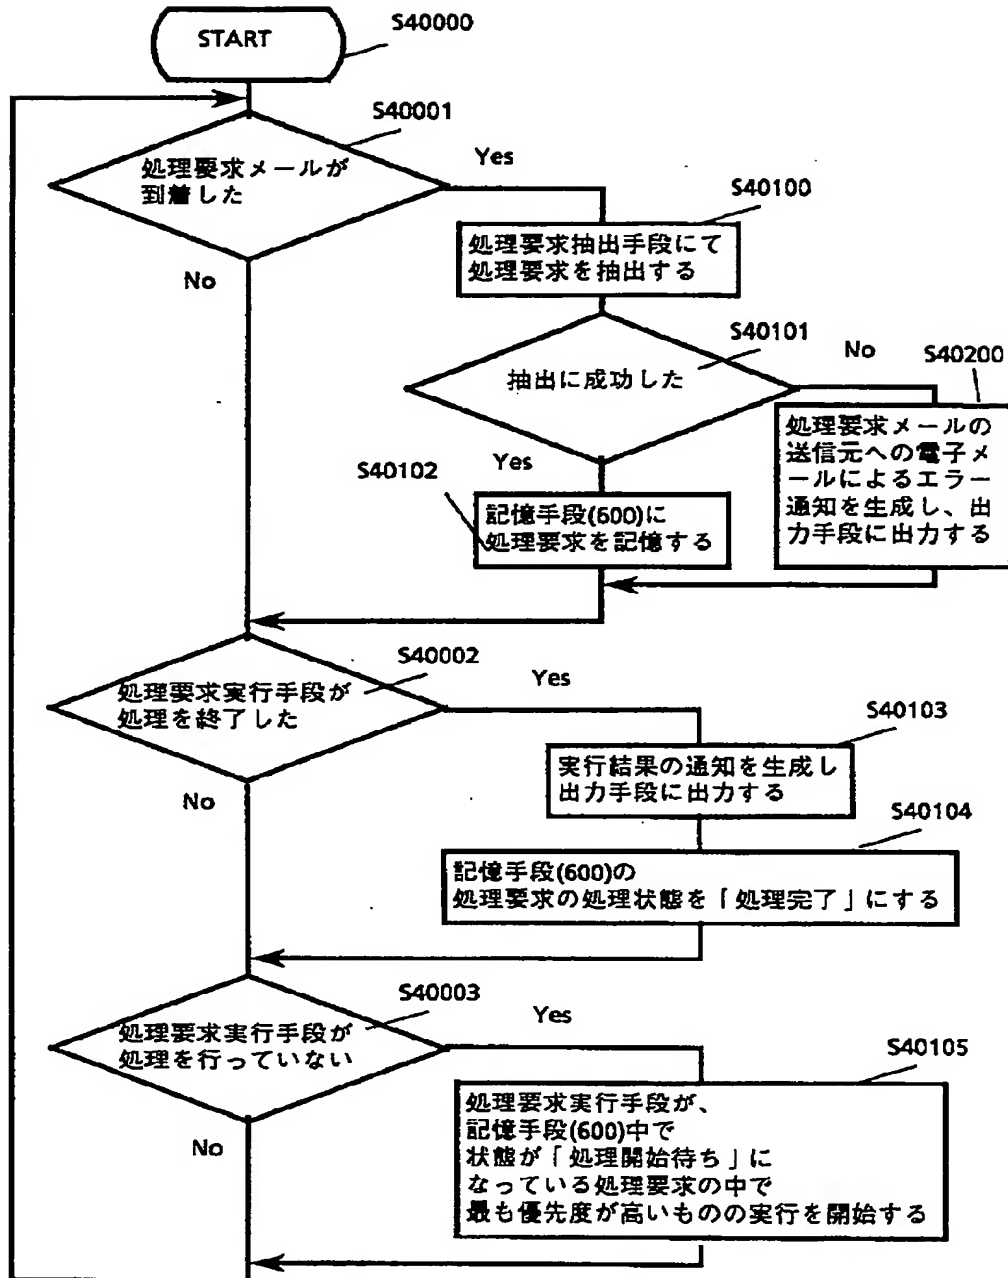 START
S40000
S40001
処理要求メールが
到着した
Yes
No
S40100
処理要求抽出手段にて
処理要求を抽出する
S40101
抽出に成功した
No
S40200
処理要求メールの
送信元への電子メ
ールによるエラー
通知を生成し、出
力手段に出力する
Yes
S40102
記憶手段(600)に
処理要求を記憶する
S40002
処理要求実行手段が
処理を終了した
Yes
No
S40103
実行結果の通知を生成し
出力手段に出力する
S40104
記憶手段(600)の
処理要求の処理状態を「処理完了」にする
S40003
処理要求実行手段が
処理を行っていない
Yes
No
S40105
処理要求実行手段が、
記憶手段(600)中で
状態が「処理開始待ち」に
なっている処理要求の中で
最も優先度が高いものの実行を開始する